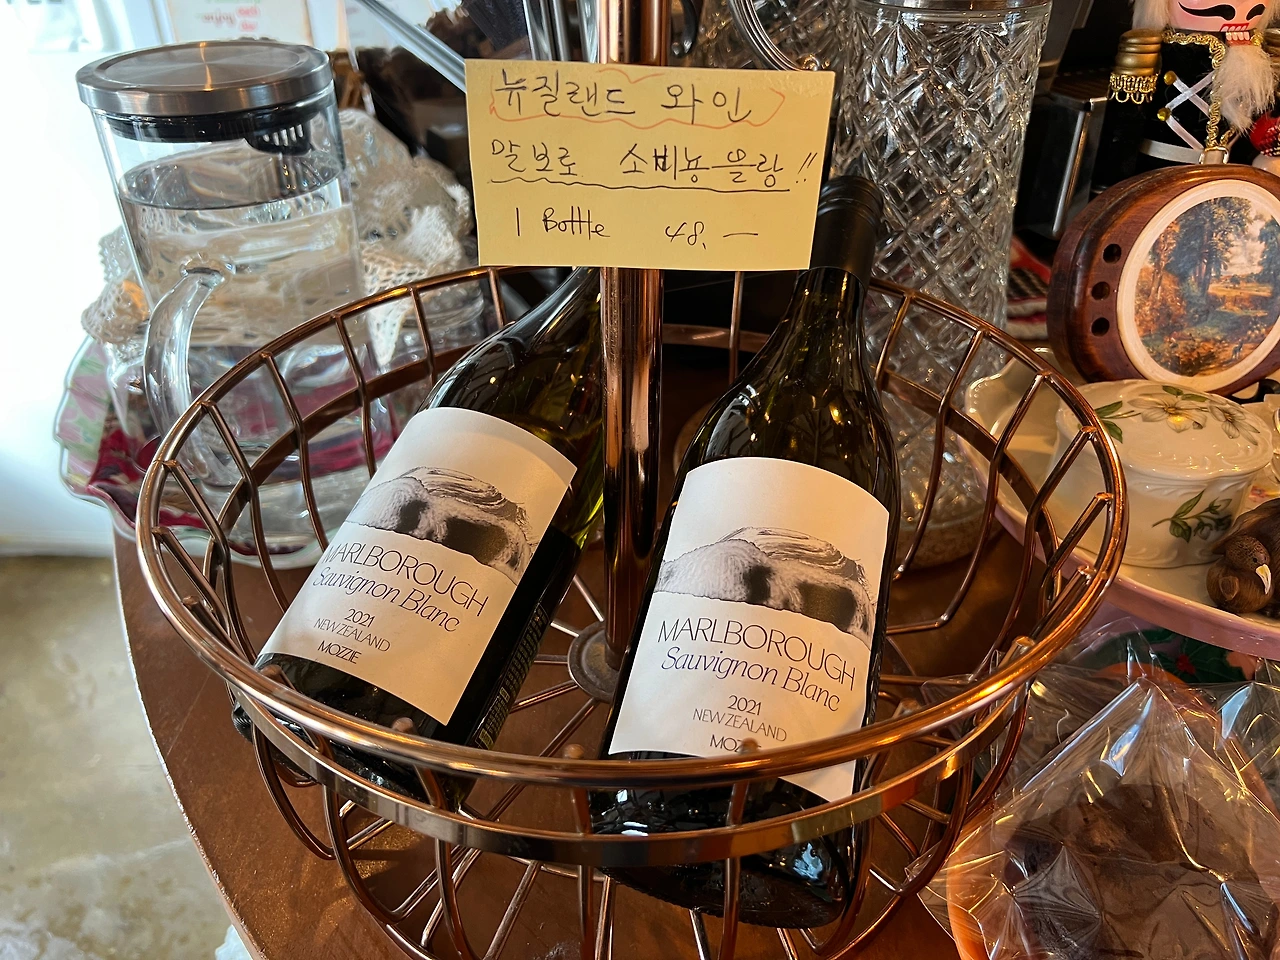 enjoy
뉴질랜드 와인
말보로 소비뇽 블랑!!
1 Bottle 48,-
MARLBOROUGH
Sauvignon Blanc
2021
NEW ZEALAND
MOZZIE
MARLBOROUGH
Sauvignon Blanc
2021
NEW ZEALAND